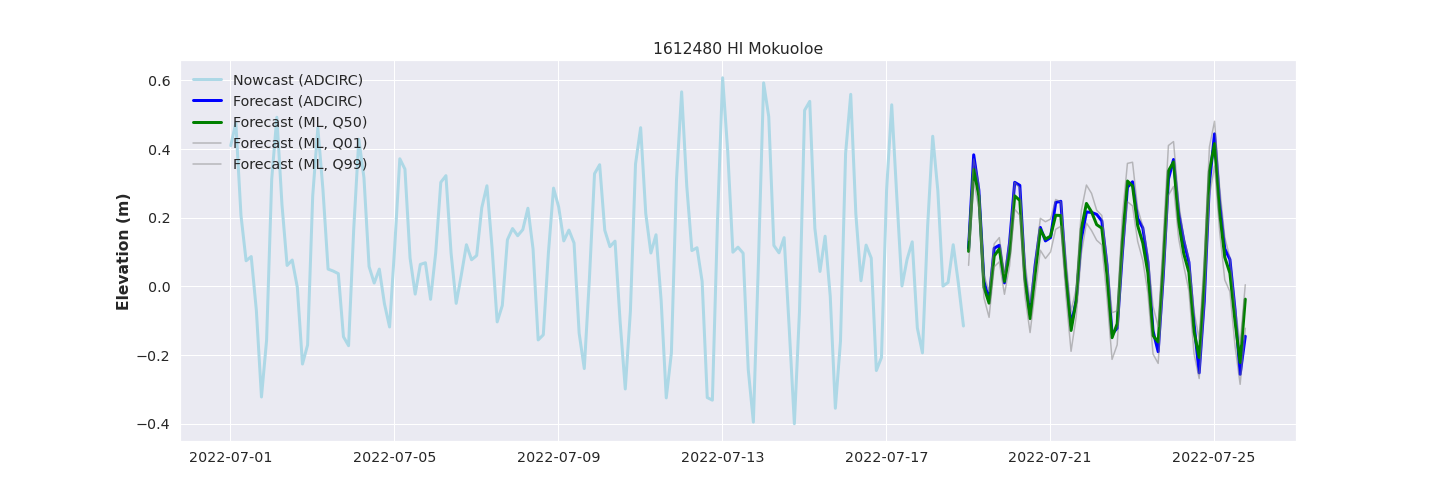 1612480 HI Mokuoloe
Nowcast (ADCIRC)
Forecast (ADCIRC)
Forecast (ML, Q50)
Forecast (ML, Q01)
Forecast (ML, Q99)
Elevation (m)
0.6
0.4
0.2
0.0
−0.2
−0.4
2022-07-01 2022-07-05 2022-07-09 2022-07-13 2022-07-17 2022-07-21 2022-07-25